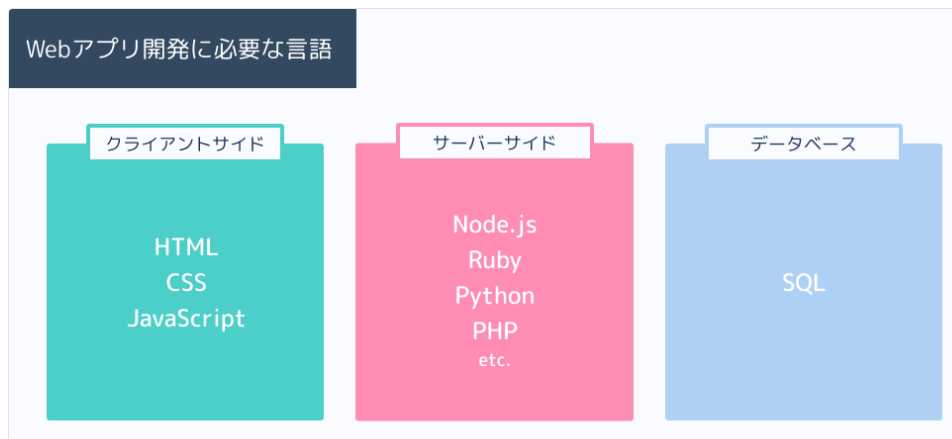 Webアプリ開発に必要な言語
クライアントサイド
HTML
CSS
JavaScript
サーバーサイド
Node.js
Ruby
Python
PHP
etc.
データベース
SQL